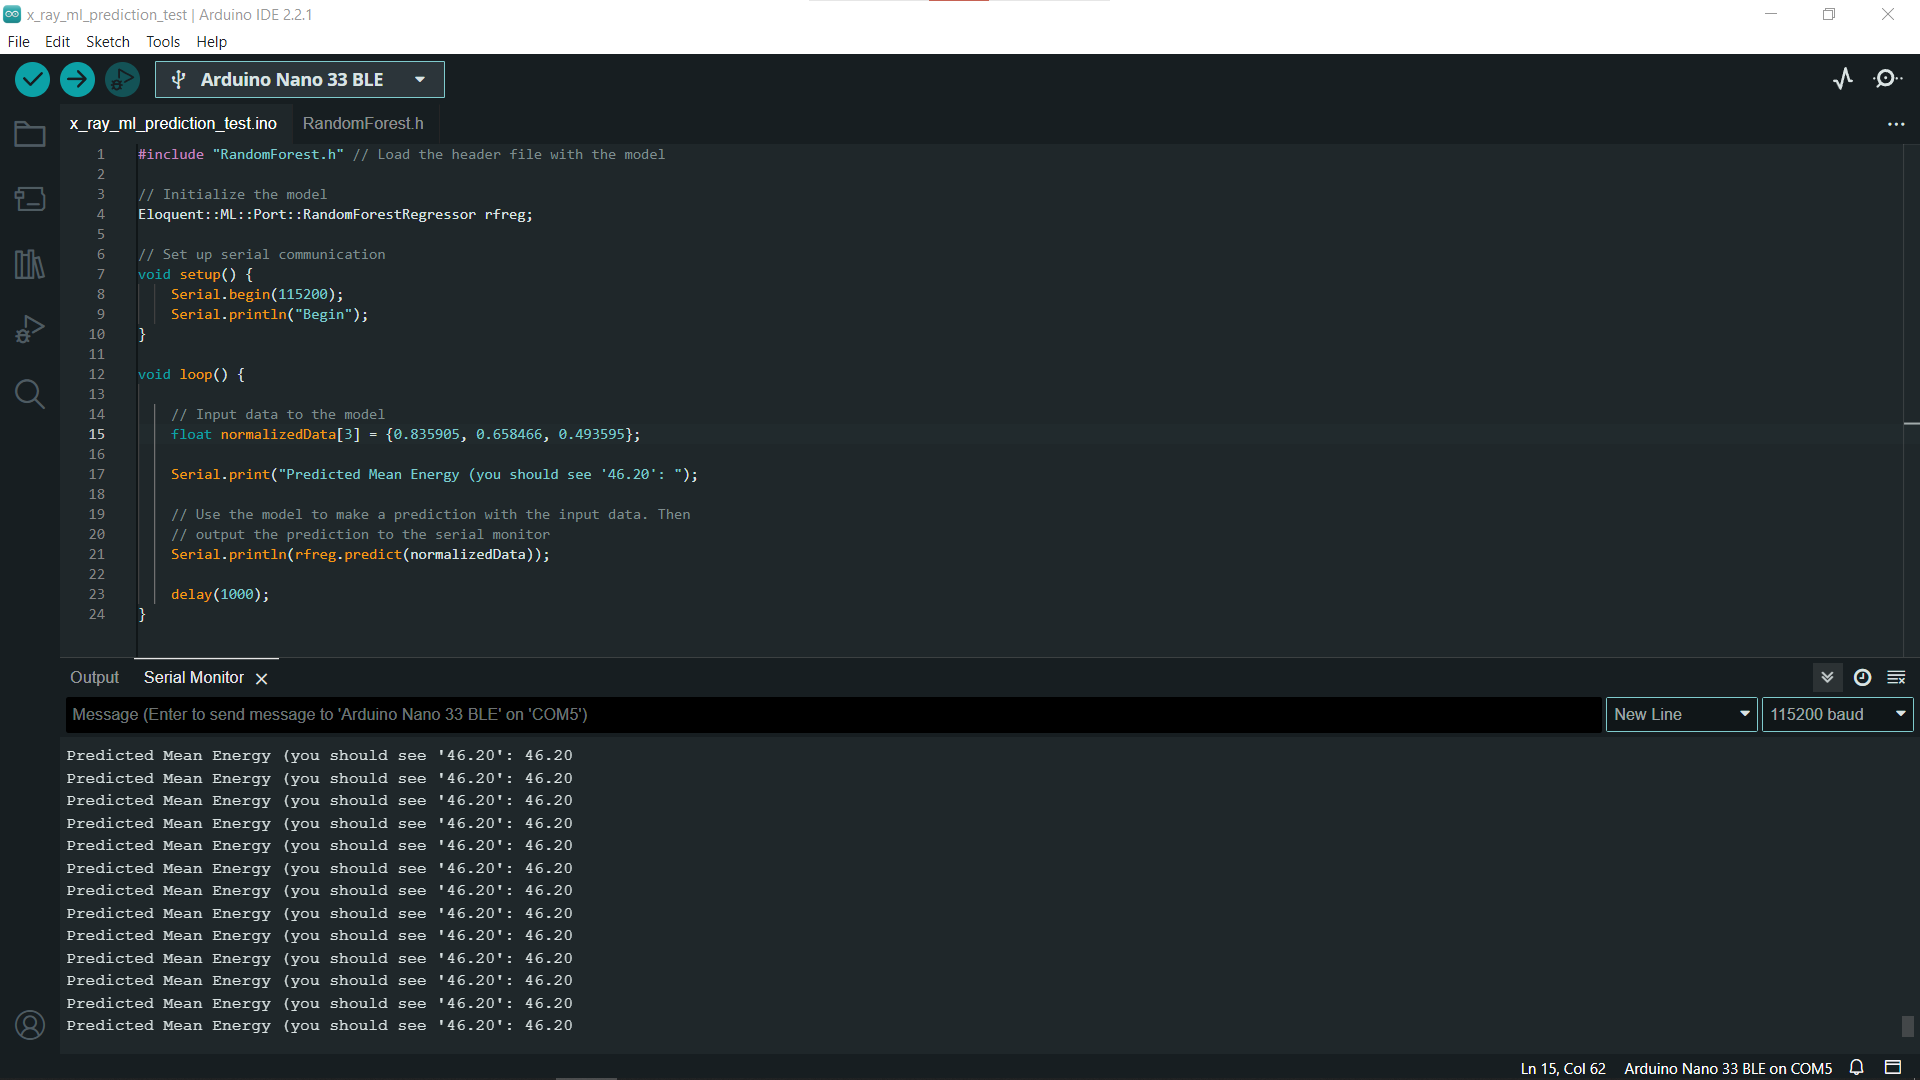 x_ray_ml_prediction_test | Arduino IDE 2.2.1
File Edit Sketch Tools Help
Arduino Nano 33 BLE
x_ray_ml_prediction_test.ino RandomForest.h
1 #include "RandomForest.h" // Load the header file with the model
2
3 // Initialize the model
4 Eloquent::ML::Port::RandomForestRegressor rfreg;
5
6 // Set up serial communication
7 void setup() {
8 Serial.begin(115200);
9 Serial.println("Begin");
10 }
11
12 void loop() {
13
14 // Input data to the model
15 float normalizedData[3] = {0.835905, 0.658466, 0.493595};
16
17 Serial.print("Predicted Mean Energy (you should see '46.20': ");
18
19 // Use the model to make a prediction with the input data. Then
20 // output the prediction to the serial monitor
21 Serial.println(rfreg.predict(normalizedData));
22
23 delay(1000);
24 }
Output Serial Monitor
Message (Enter to send message to 'Arduino Nano 33 BLE' on 'COM5') New Line 115200 baud
Predicted Mean Energy (you should see '46.20': 46.20
Predicted Mean Energy (you should see '46.20': 46.20
Predicted Mean Energy (you should see '46.20': 46.20
Predicted Mean Energy (you should see '46.20': 46.20
Predicted Mean Energy (you should see '46.20': 46.20
Predicted Mean Energy (you should see '46.20': 46.20
Predicted Mean Energy (you should see '46.20': 46.20
Predicted Mean Energy (you should see '46.20': 46.20
Predicted Mean Energy (you should see '46.20': 46.20
Predicted Mean Energy (you should see '46.20': 46.20
Predicted Mean Energy (you should see '46.20': 46.20
Predicted Mean Energy (you should see '46.20': 46.20
Predicted Mean Energy (you should see '46.20': 46.20
Ln 15, Col 62 Arduino Nano 33 BLE on COM5